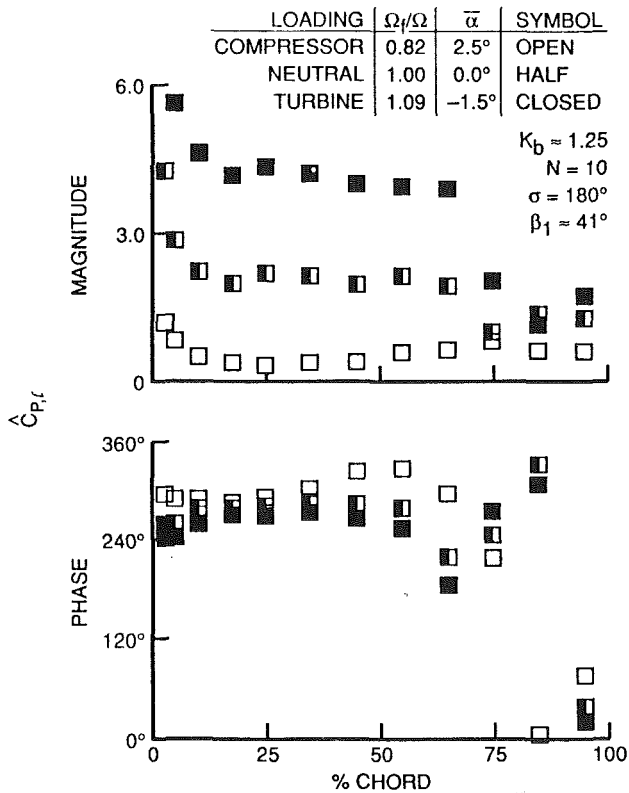 LOADING Ω_f/Ω ᾱ SYMBOL
COMPRESSOR 0.82 2.5° OPEN
NEUTRAL 1.00 0.0° HALF
TURBINE 1.09 −1.5° CLOSED
K_b ≈ 1.25
N = 10
σ = 180°
β_1 ≈ 41°
6.0
3.0
0
MAGNITUDE
Ĉ_P,ℓ
360°
240°
120°
0°
PHASE
0 25 50 75 100
% CHORD